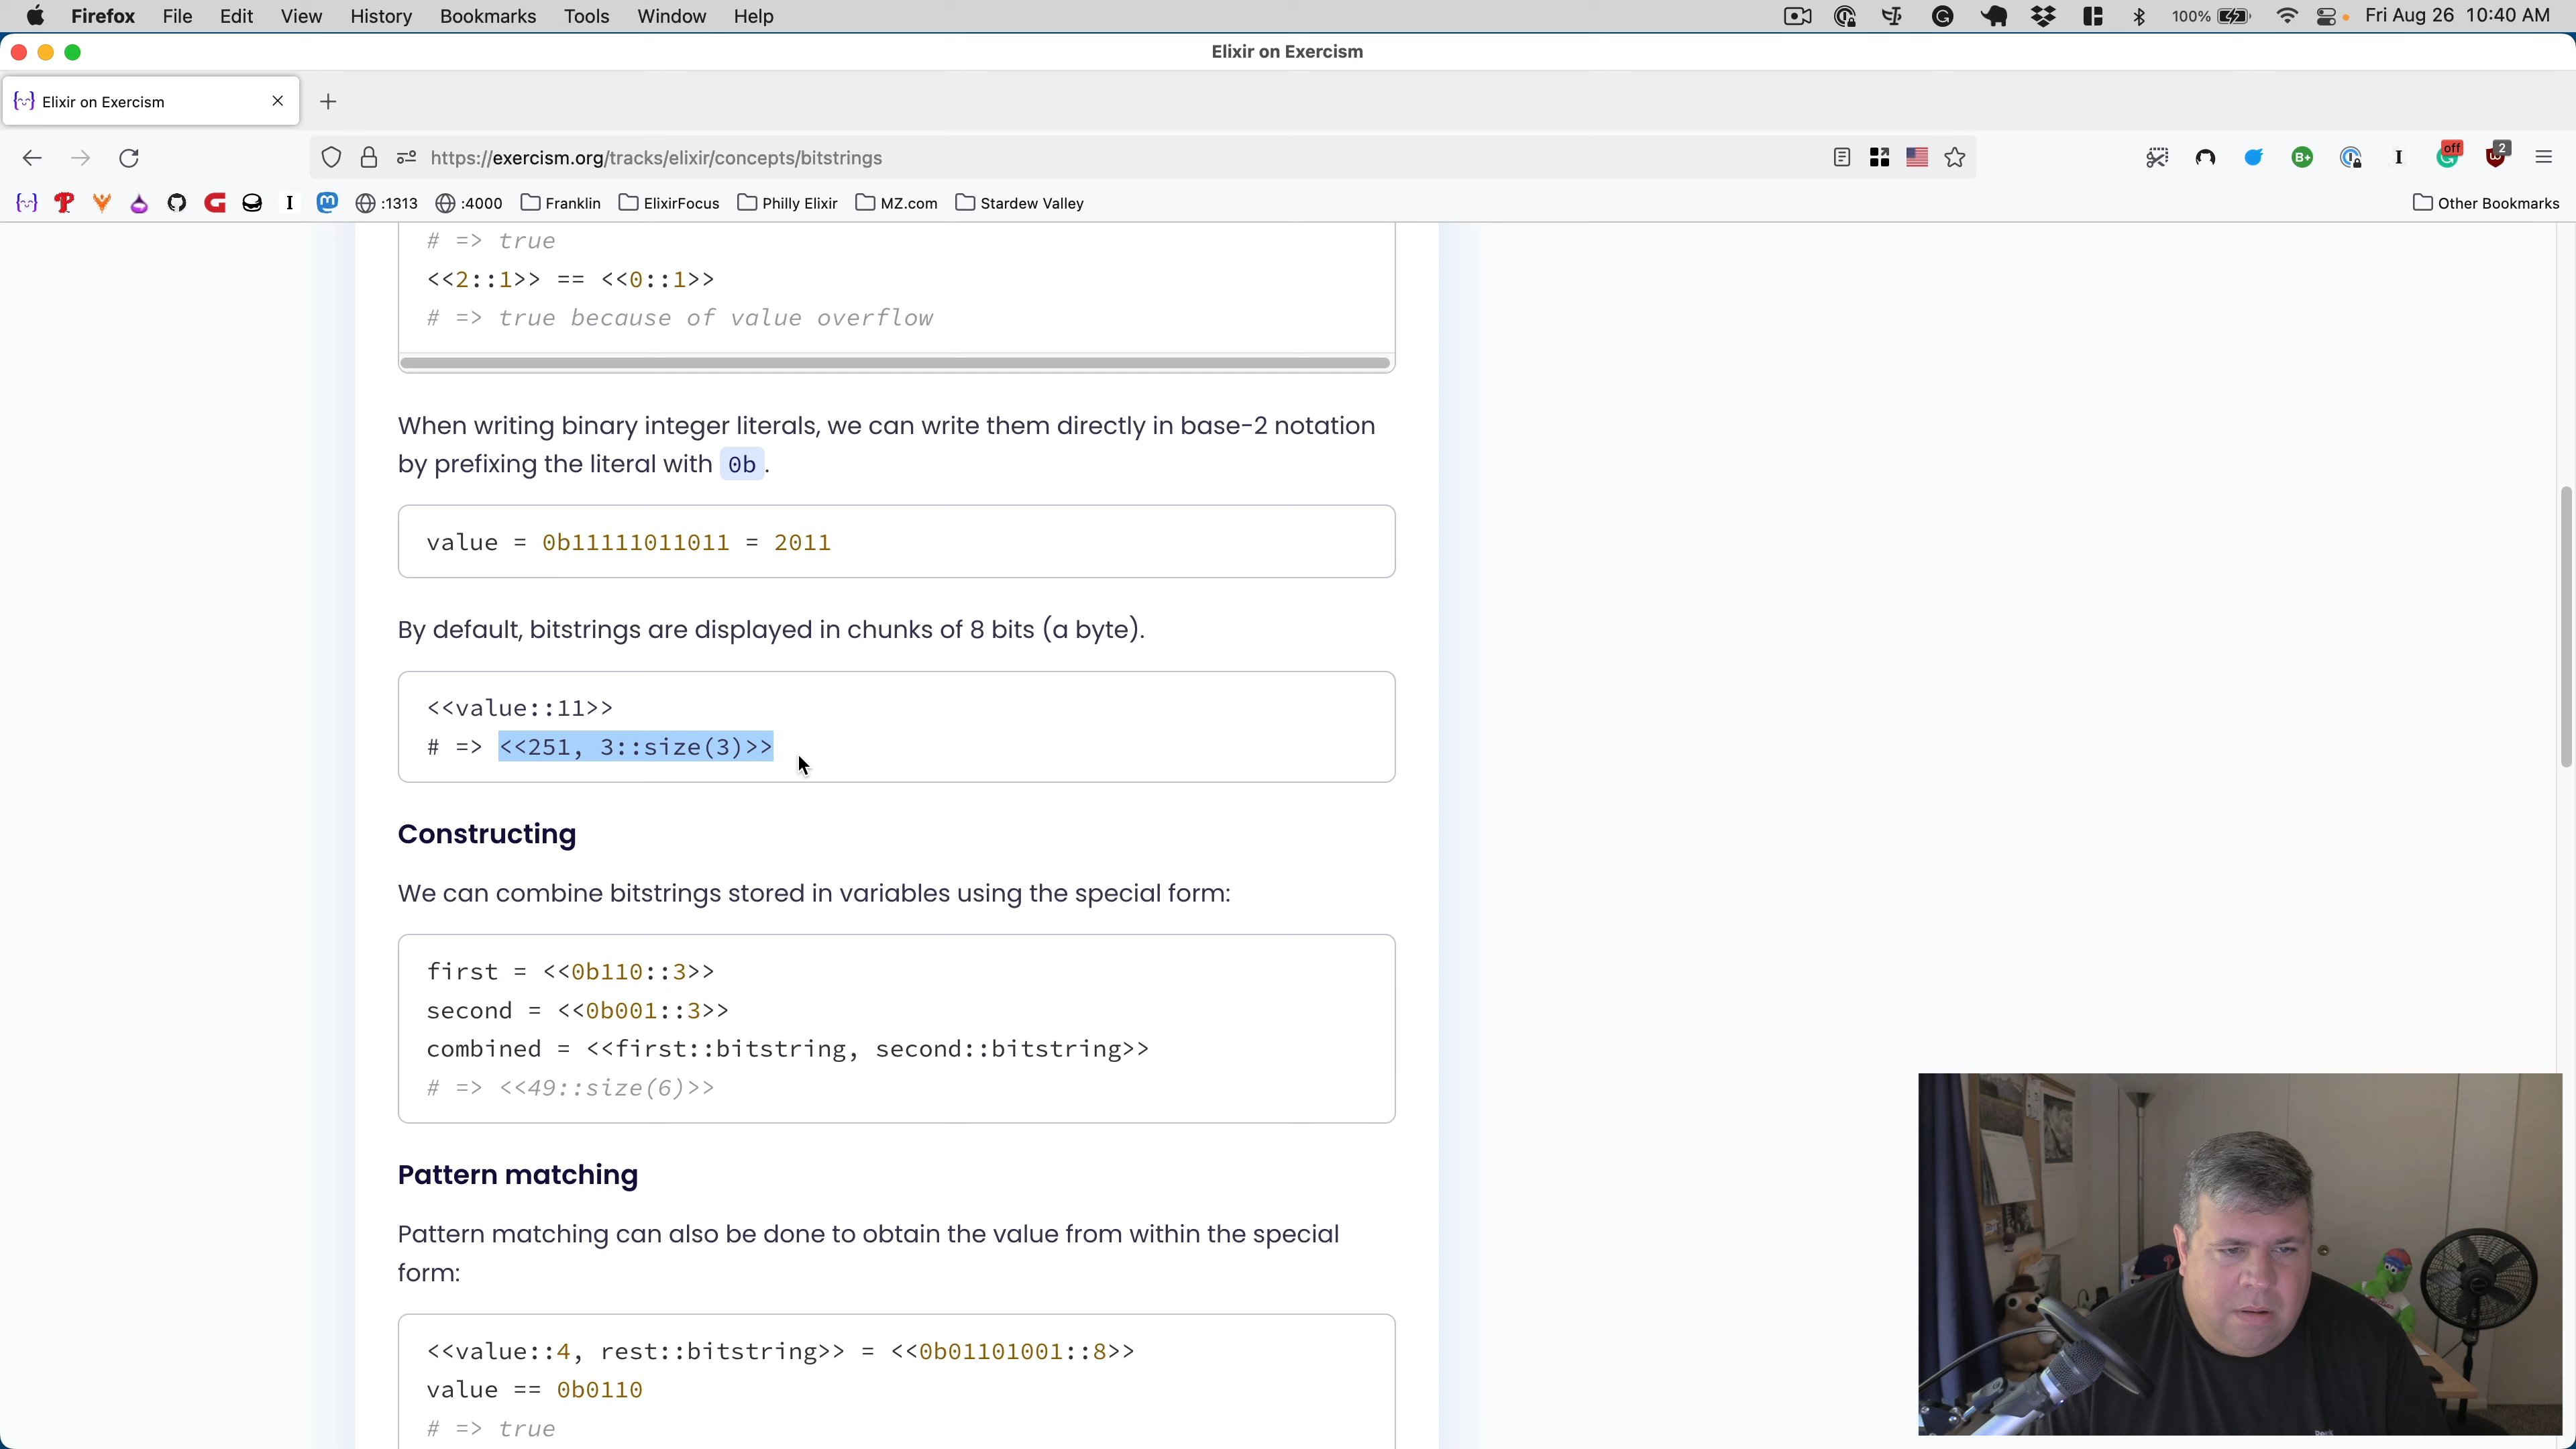 Firefox File Edit View History Bookmarks Tools Window Help 100% Fri Aug 26 10:40 AM
Elixir on Exercism
Elixir on Exercism
https://exercism.org/tracks/elixir/concepts/bitstrings off 2
:1313 :4000 Franklin ElixirFocus Philly Elixir MZ.com Stardew Valley Other Bookmarks
# => true
<<2::1>> == <<0::1>>
# => true because of value overflow
When writing binary integer literals, we can write them directly in base-2 notation
by prefixing the literal with 0b.
value = 0b11111011011 = 2011
By default, bitstrings are displayed in chunks of 8 bits (a byte).
<<value::11>>
# => <<251, 3::size(3)>>
Constructing
We can combine bitstrings stored in variables using the special form:
first = <<0b110::3>>
second = <<0b001::3>>
combined = <<first::bitstring, second::bitstring>>
# => <<49::size(6)>>
Pattern matching
Pattern matching can also be done to obtain the value from within the special
form:
<<value::4, rest::bitstring>> = <<0b01101001::8>>
value == 0b0110
# => true